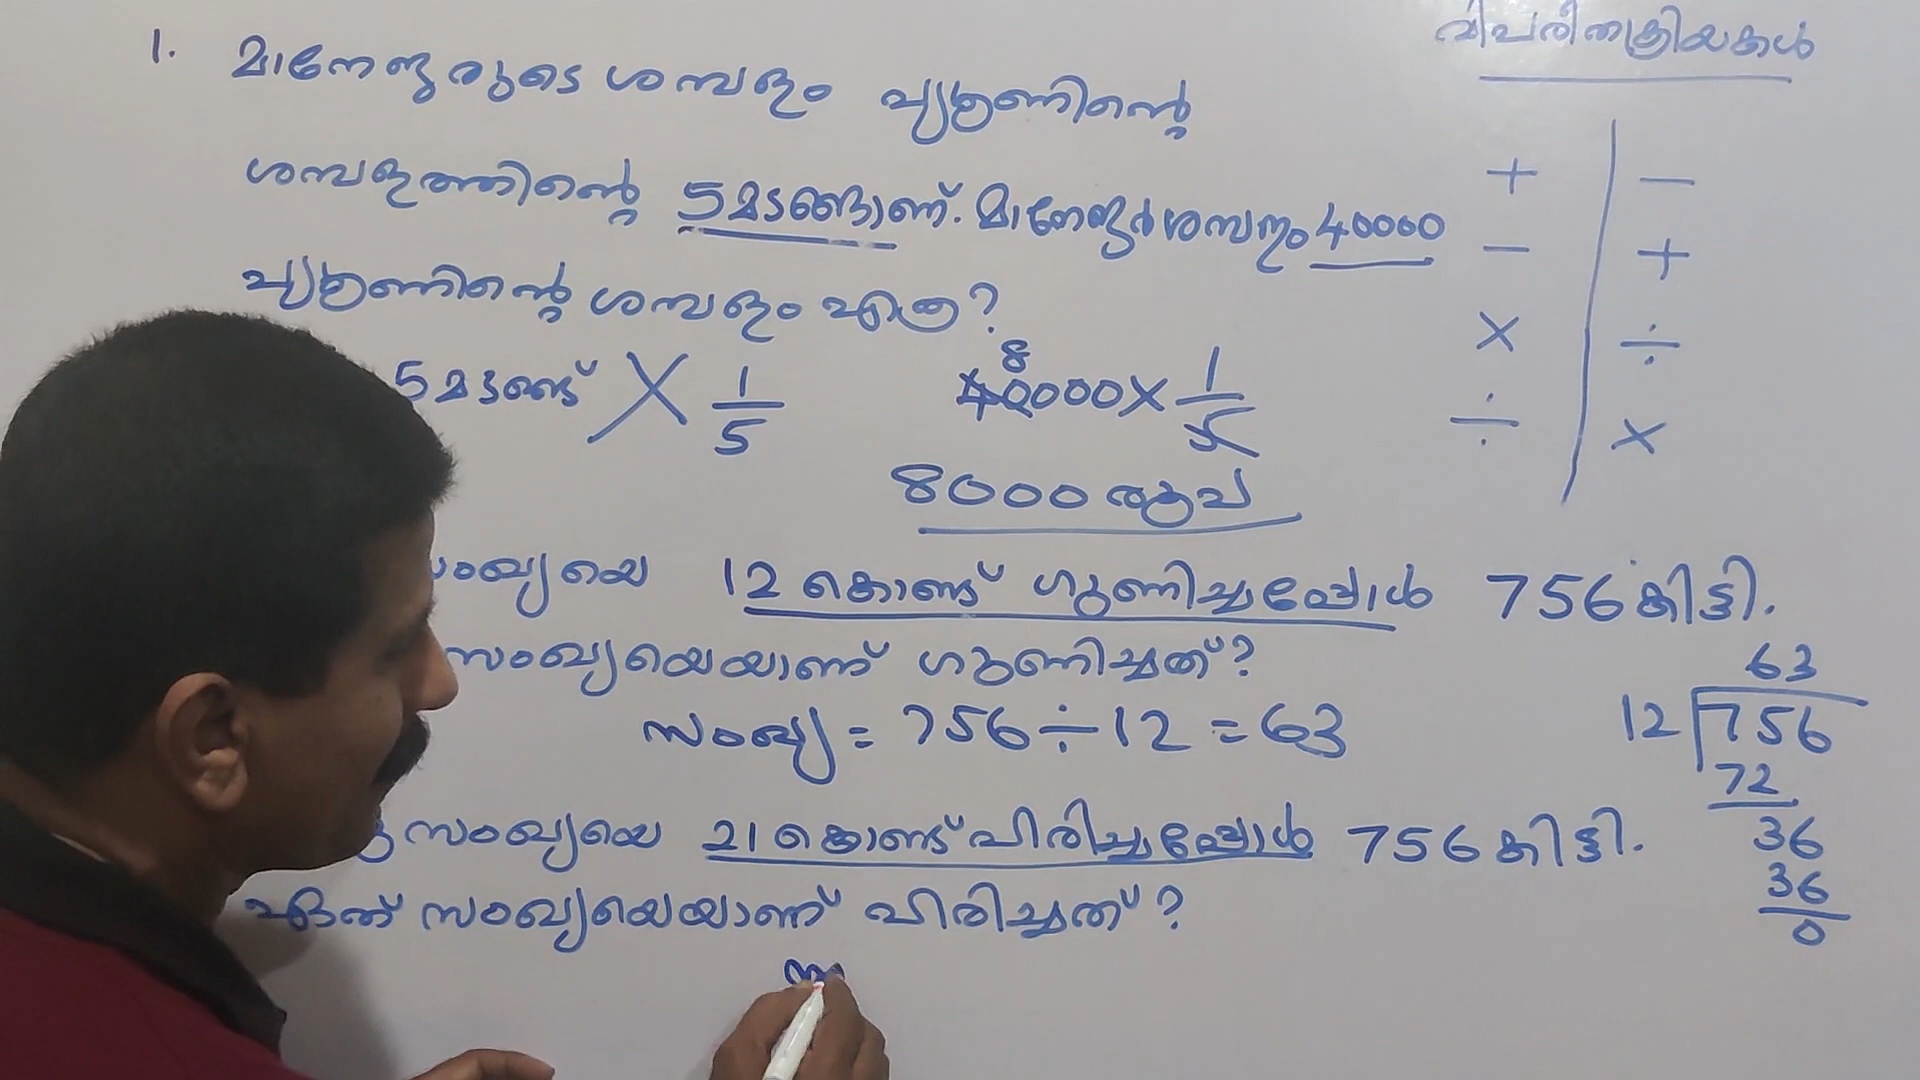 വിപരീതക്രിയകൾ
+ | −
− | +
× | ÷
÷ | ×
1. മാനേജരുടെ ശമ്പളം പ്യൂണിന്റെ
ശമ്പളത്തിന്റെ 5 മടങ്ങാണ്. മാനേജർ ശമ്പളം 40000
പ്യൂണിന്റെ ശമ്പളം എത്ര?
5 മടങ്ങ് × 1/5
8
40000 × 1/5
8000 രൂപ
സംഖ്യയെ 12 കൊണ്ട് ഗുണിച്ചപ്പോൾ 756 കിട്ടി.
സംഖ്യയെയാണ് ഗുണിച്ചത്?
സംഖ്യ = 756 ÷ 12 = 63
63
12 756
72
36
36
0
സംഖ്യയെ 21 കൊണ്ട് ഹരിച്ചപ്പോൾ 756 കിട്ടി.
ഏത് സംഖ്യയെയാണ് ഹരിച്ചത്?